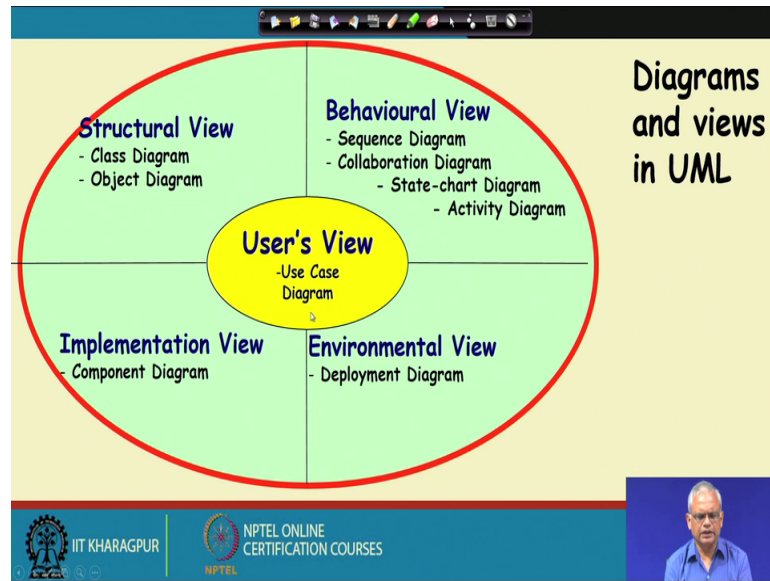 Diagrams
and views
in UML
Structural View
- Class Diagram
- Object Diagram
Behavioural View
- Sequence Diagram
- Collaboration Diagram
- State-chart Diagram
- Activity Diagram
User's View
-Use Case
Diagram
Implementation View
- Component Diagram
Environmental View
- Deployment Diagram
IIT KHARAGPUR
NPTEL
NPTEL ONLINE
CERTIFICATION COURSES